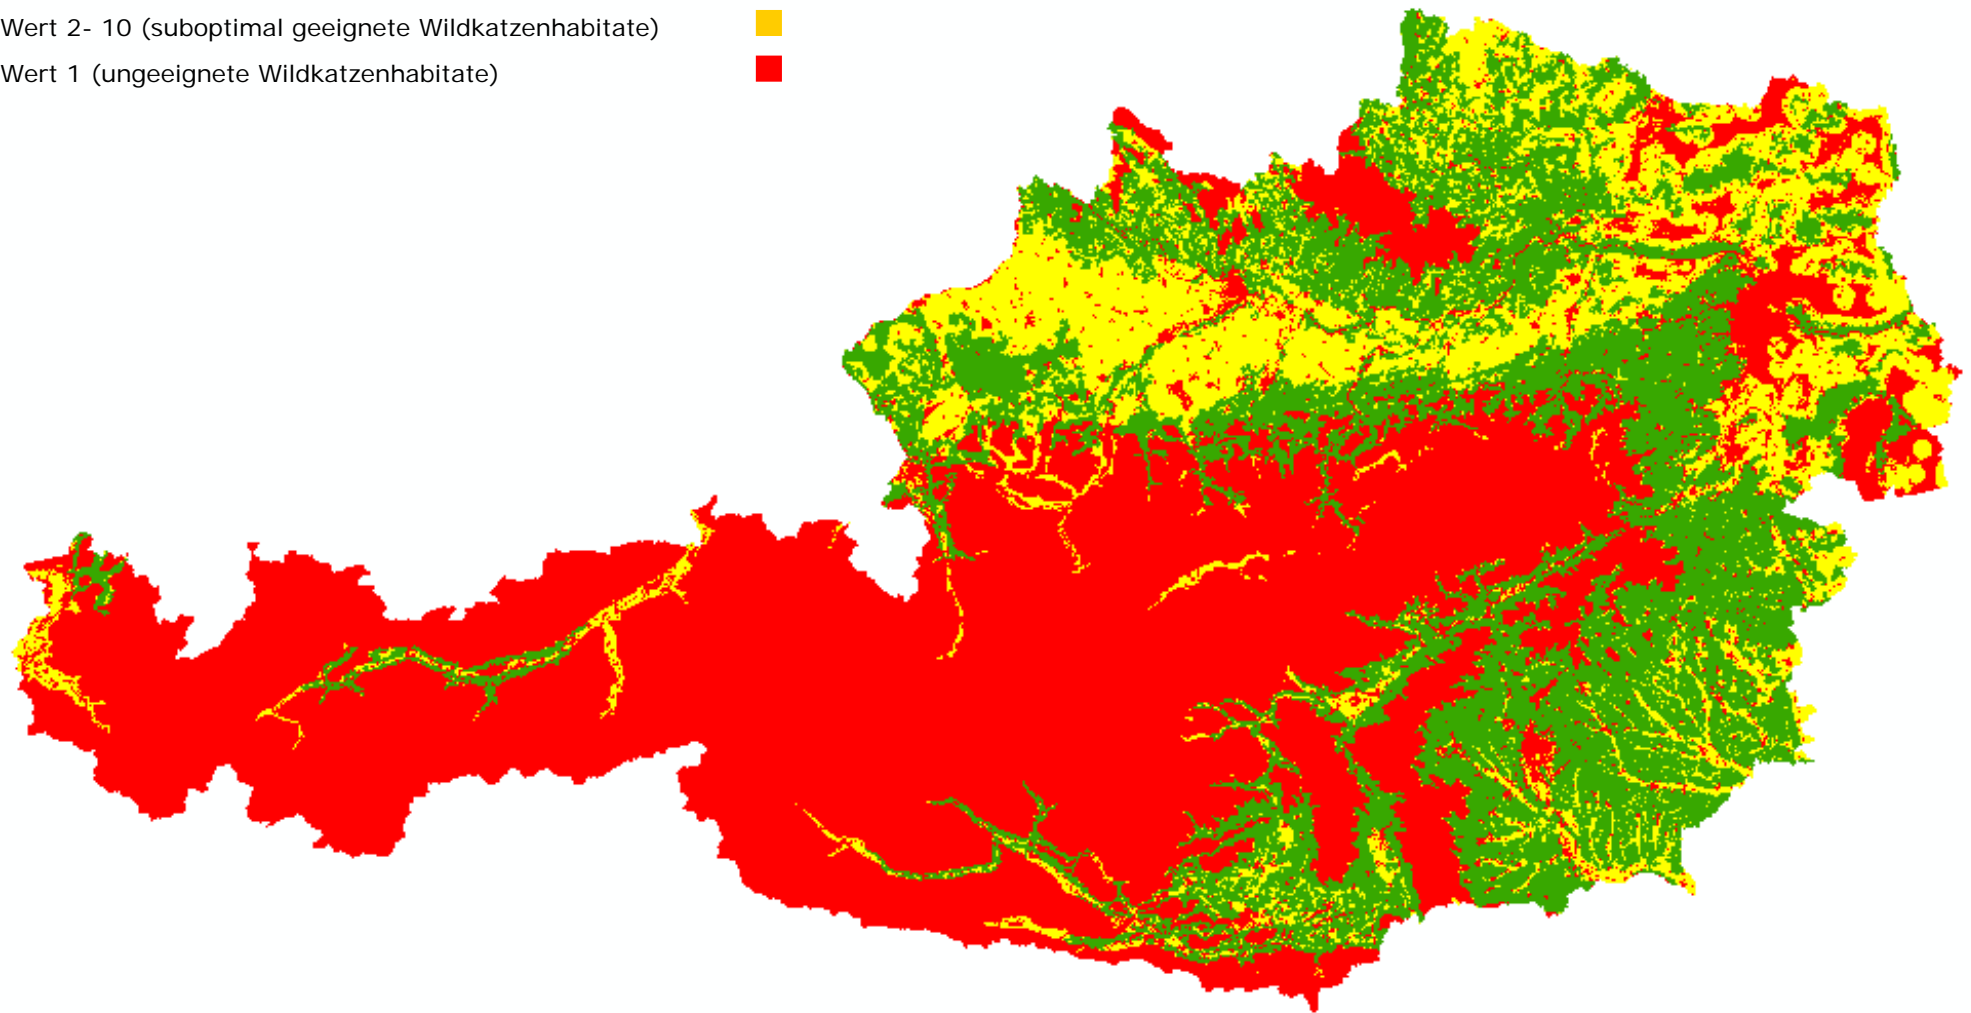 Wert 2- 10 (suboptimal geeignete Wildkatzenhabitate)
Wert 1 (ungeeignete Wildkatzenhabitate)